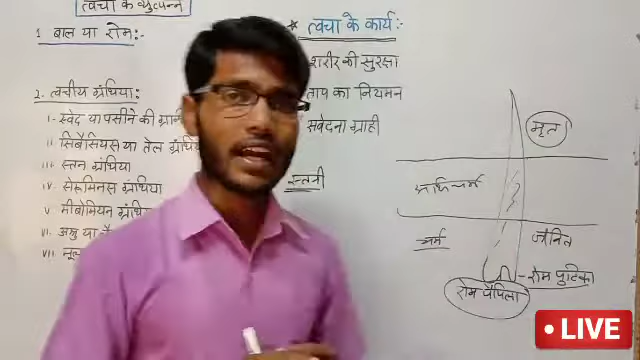 त्वचा के व्युत्पन्न
1. बाल या रोम:-
2. त्वचीय ग्रंथिया:-
i. स्वेद या पसीने की
ii. सिबेसियस या तेल ग्रंथि
iii. स्तन ग्रंथिया
iv. सेरूमिनस ग्रंथिया
v. मीबोमियन ग्रंथि
vi. अश्रु या
vii.
* त्वचा के कार्य:-
शरीर की सुरक्षा
ताप का नियमन
संवेदना ग्राही
स्तनी
मृत
अधिचर्म
चर्म
जीवित
रोम पुटिका
रोम पैपिला
LIVE